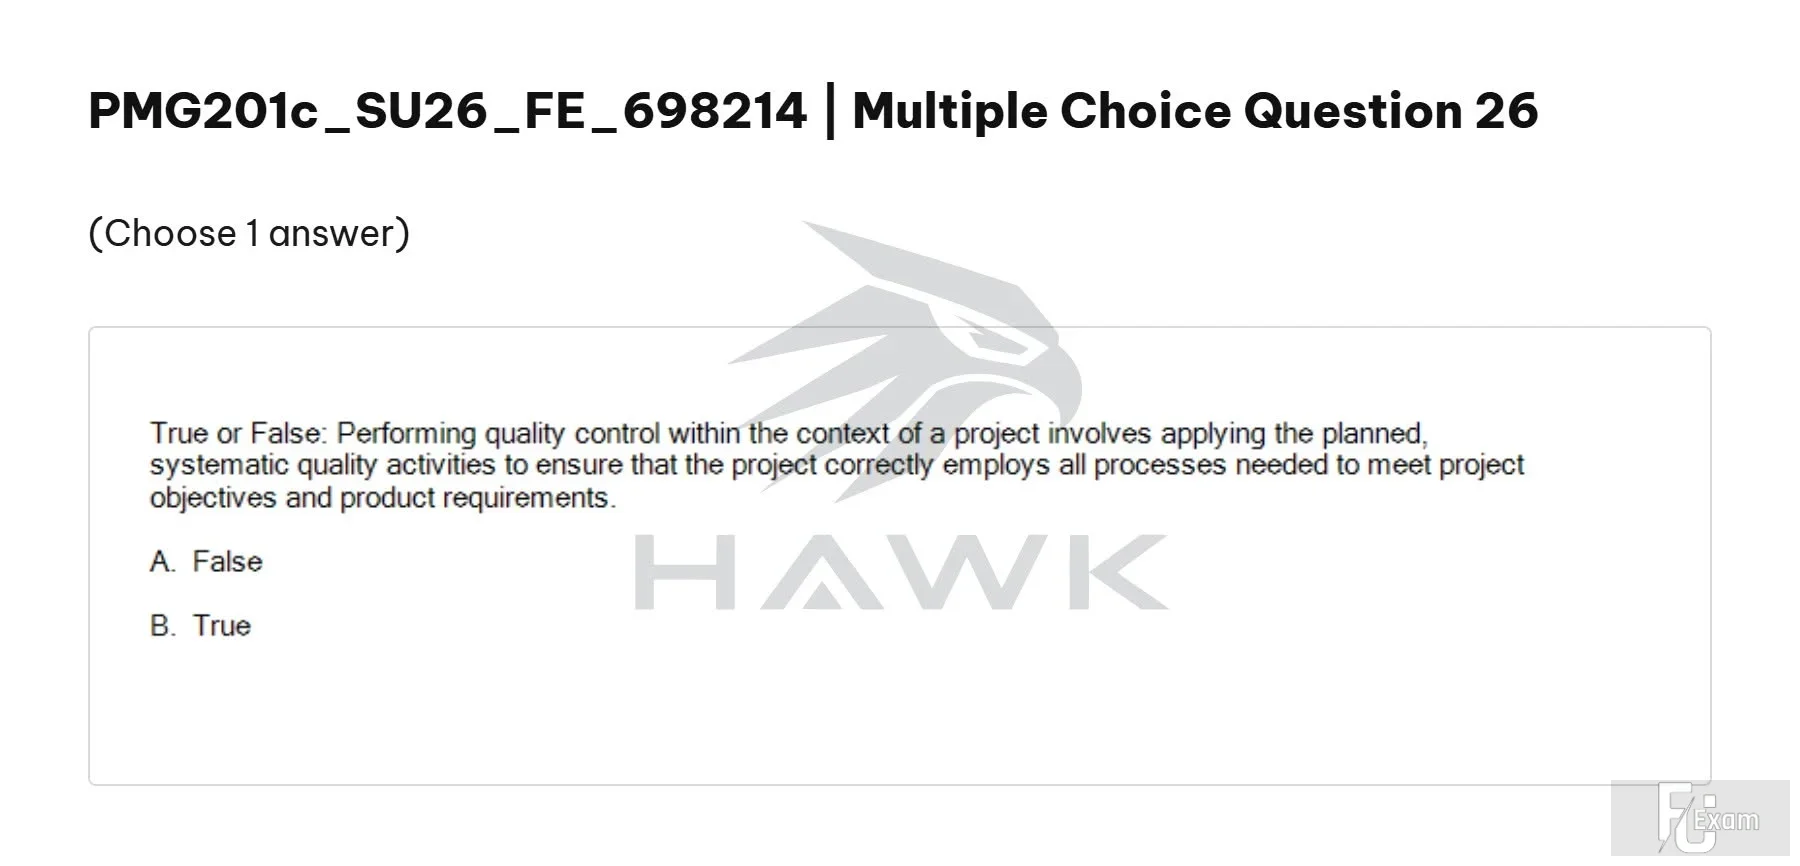 PMG201c_SU26_FE_698214 | Multiple Choice Question 26
(Choose 1 answer)
True or False: Performing quality control within the context of a project involves applying the planned,
systematic quality activities to ensure that the project correctly employs all processes needed to meet project
objectives and product requirements.
A. False
B. True
HAWK
FU Exam